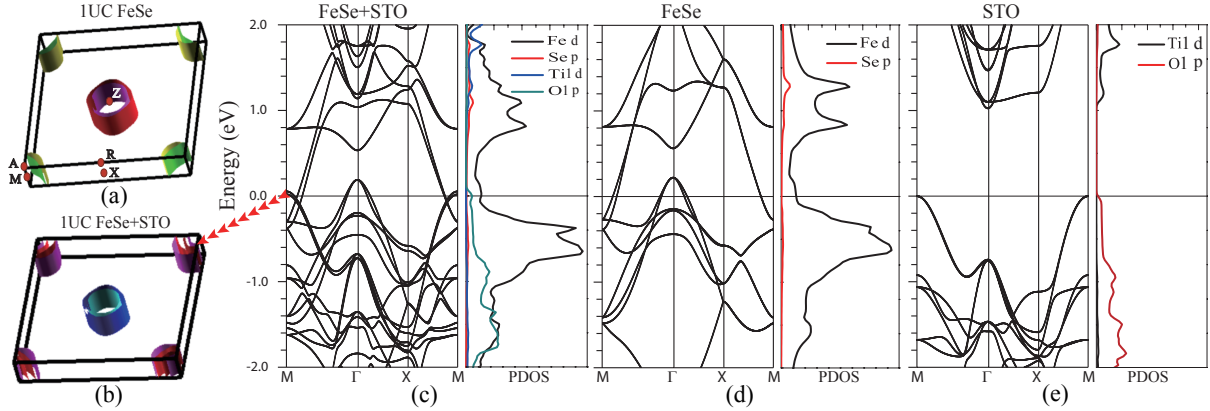 1UC FeSe
Z
A
R
M
X
(a)
1UC FeSe+STO
(b)
FeSe+STO
Energy (eV)
2.0
1.0
0.0
-1.0
-2.0
M Γ X M
Fe d
Se p
Ti1 d
O1 p
PDOS
(c)
FeSe
M Γ X M
Fe d
Se p
PDOS
(d)
STO
M Γ X M
Ti1 d
O1 p
PDOS
(e)